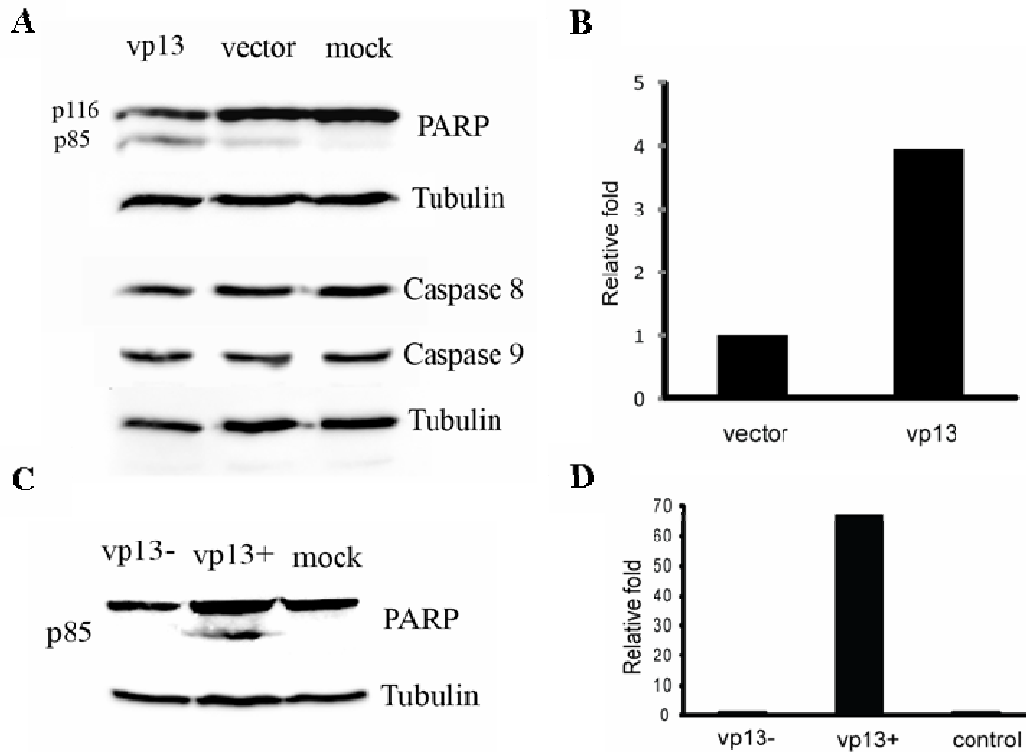 A
vp13 vector mock
p116
p85
PARP
Tubulin
Caspase 8
Caspase 9
Tubulin
B
5
4
3
2
1
0
Relative fold
vector vp13
C
vp13- vp13+ mock
p85
PARP
Tubulin
D
70
60
50
40
30
20
10
0
Relative fold
vp13- vp13+ control